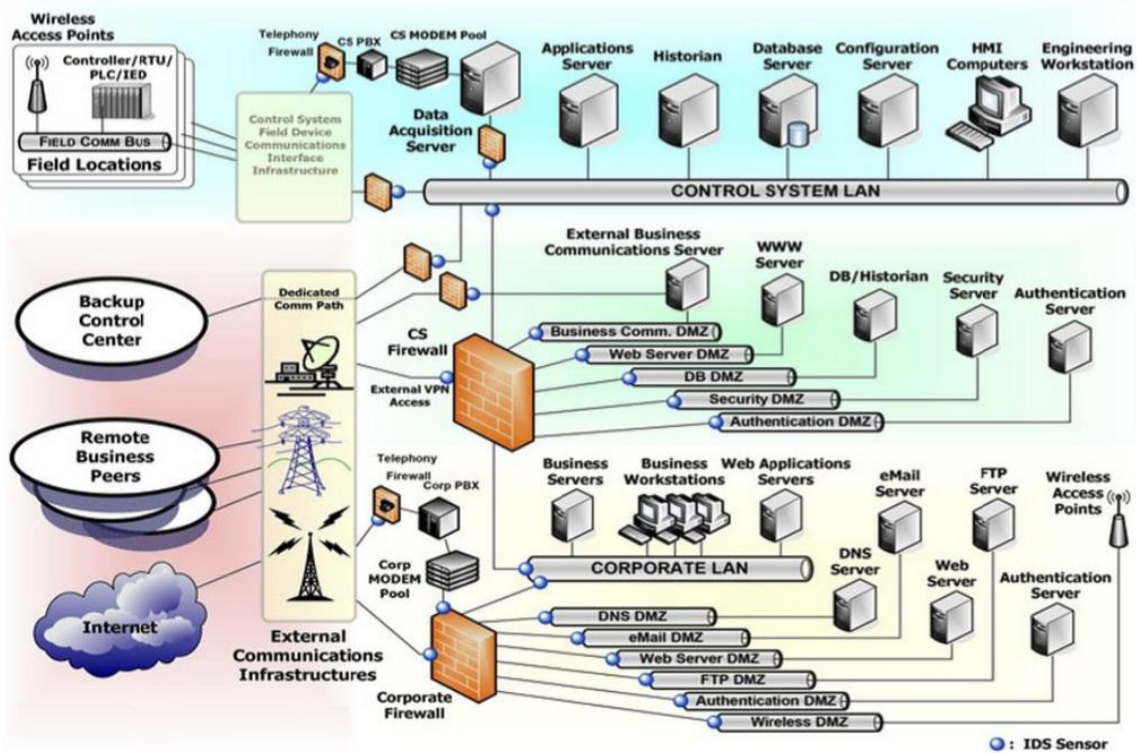 Wireless
Access Points
Controller/RTU/
PLC/IED
FIELD COMM BUS
Field Locations
Control System
Field Device
Communications
Interface
Infrastructure
Telephony
Firewall
CS PBX
CS MODEM Pool
Data
Acquisition
Server
Applications
Server
Historian
Database
Server
Configuration
Server
HMI
Computers
Engineering
Workstation
CONTROL SYSTEM LAN
Backup
Control
Center
Remote
Business
Peers
Internet
Dedicated
Comm Path
External
Communications
Infrastructures
CS
Firewall
External VPN
Access
External Business
Communications Server
WWW
Server
DB/Historian
Security
Server
Authentication
Server
Business Comm. DMZ
Web Server DMZ
DB DMZ
Security DMZ
Authentication DMZ
Telephony
Firewall
Corp PBX
Corp
MODEM
Pool
Corporate
Firewall
Business
Servers
Business
Workstations
Web Applications
Servers
CORPORATE LAN
eMail
Server
FTP
Server
Wireless
Access
Points
DNS
Server
Web
Server
Authentication
Server
DNS DMZ
eMail DMZ
Web Server DMZ
FTP DMZ
Authentication DMZ
Wireless DMZ
: IDS Sensor